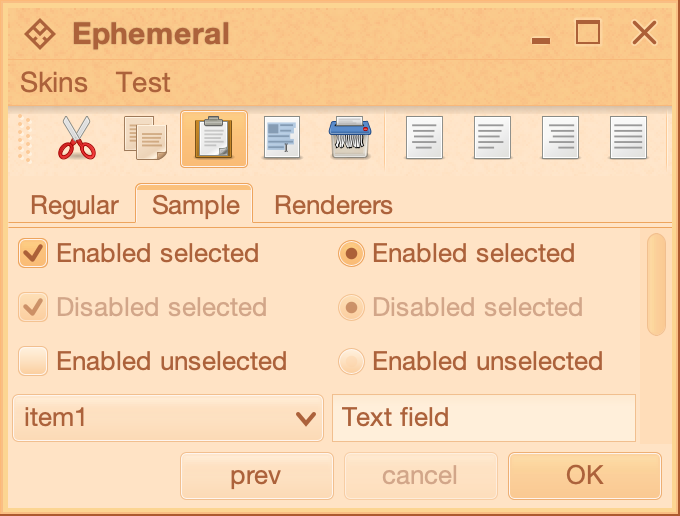 Ephemeral
Skins Test
Regular Sample Renderers
Enabled selected Enabled selected
Disabled selected Disabled selected
Enabled unselected Enabled unselected
item1 Text field
prev cancel OK